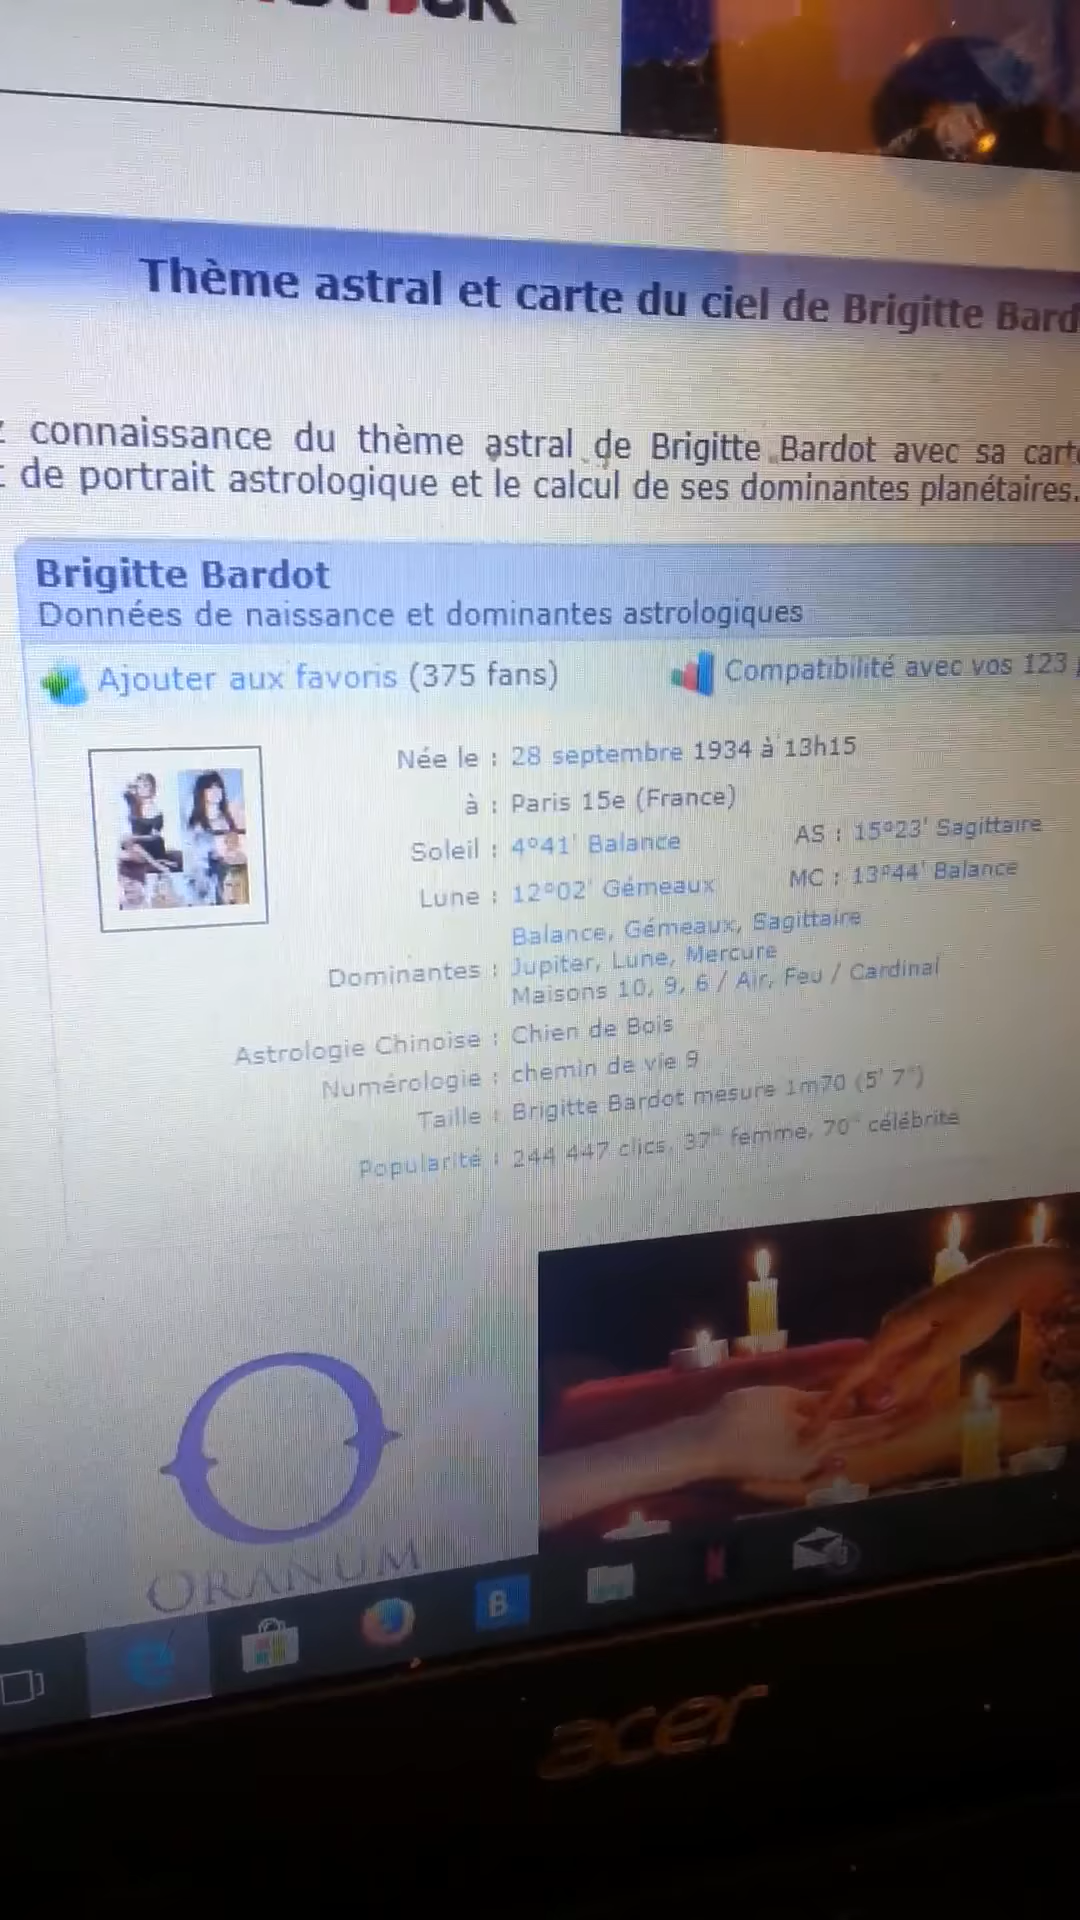 Thème astral et carte du ciel de Brigitte Bard
connaissance du thème astral de Brigitte Bardot avec sa cart
de portrait astrologique et le calcul de ses dominantes planétaires.
Brigitte Bardot
Données de naissance et dominantes astrologiques
Ajouter aux favoris (375 fans) Compatibilité avec vos 123
Née le : 28 septembre 1934 à 13h15
à : Paris 15e (France)
Soleil : 4°41' Balance AS : 15°23' Sagittaire
Lune : 12°02' Gémeaux MC : 13°44' Balance
Balance, Gémeaux, Sagittaire
Dominantes : Jupiter, Lune, Mercure
Maisons 10, 9, 6 / Air, Feu / Cardinal
Astrologie Chinoise : Chien de Bois
Numérologie : chemin de vie 9
Taille : Brigitte Bardot mesure 1m70 (5' 7")
Popularité : 244 447 clics, 37e femme, 70e célébrité
ORANUM
B
acer